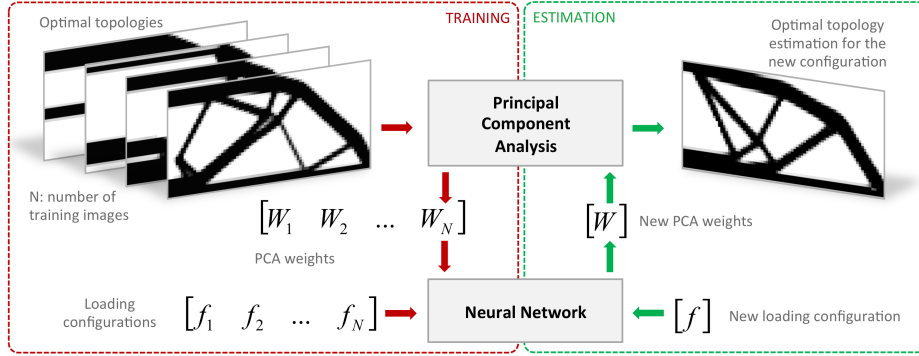 TRAINING
ESTIMATION
Optimal topologies
Optimal topology
estimation for the
new configuration
Principal
Component
Analysis
N: number of
training images
[W1 W2 ... WN]
[W]
New PCA weights
PCA weights
Loading
configurations
[f1 f2 ... fN]
Neural Network
[f]
New loading configuration